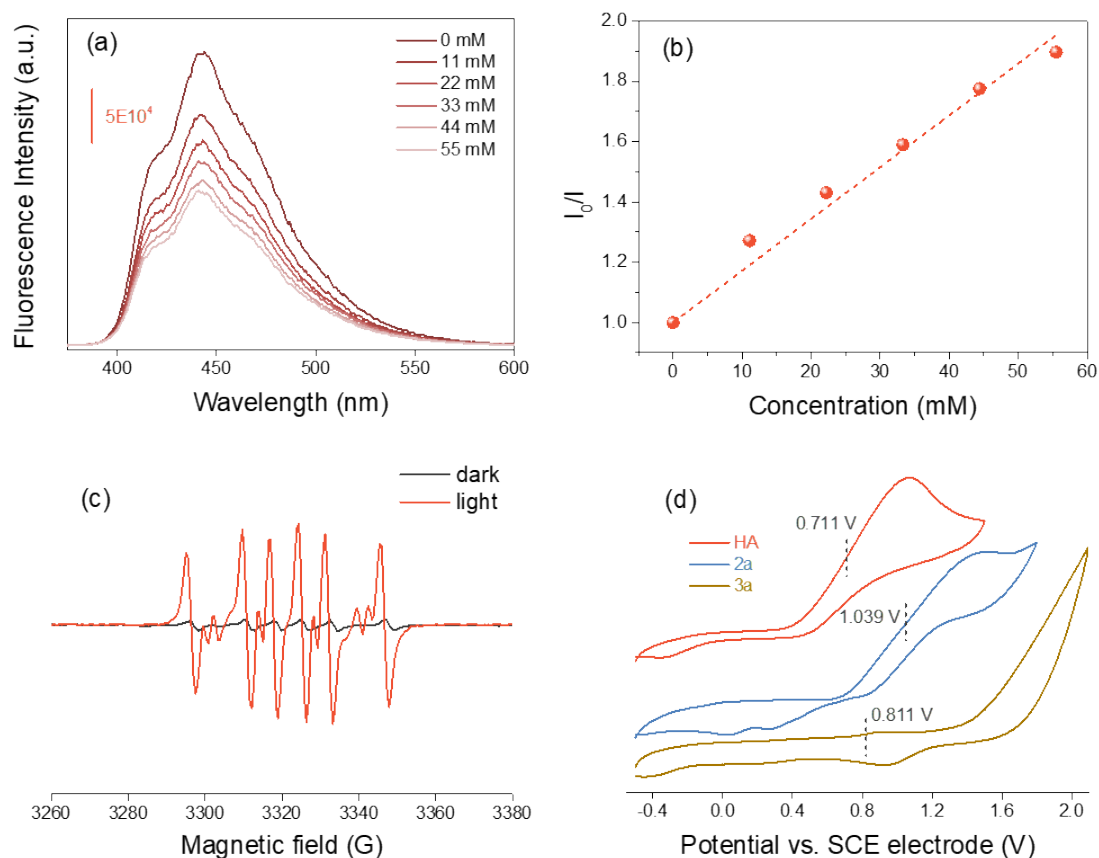 (a)
0 mM
11 mM
22 mM
33 mM
44 mM
55 mM
5E10⁴
Fluorescence Intensity (a.u.)
400 450 500 550 600
Wavelength (nm)
(b)
2.0
1.8
1.6
1.4
1.2
1.0
I₀/I
0 10 20 30 40 50 60
Concentration (mM)
(c)
dark
light
3260 3280 3300 3320 3340 3360 3380
Magnetic field (G)
(d)
HA
2a
3a
0.711 V
1.039 V
0.811 V
-0.4 0.0 0.4 0.8 1.2 1.6 2.0
Potential vs. SCE electrode (V)